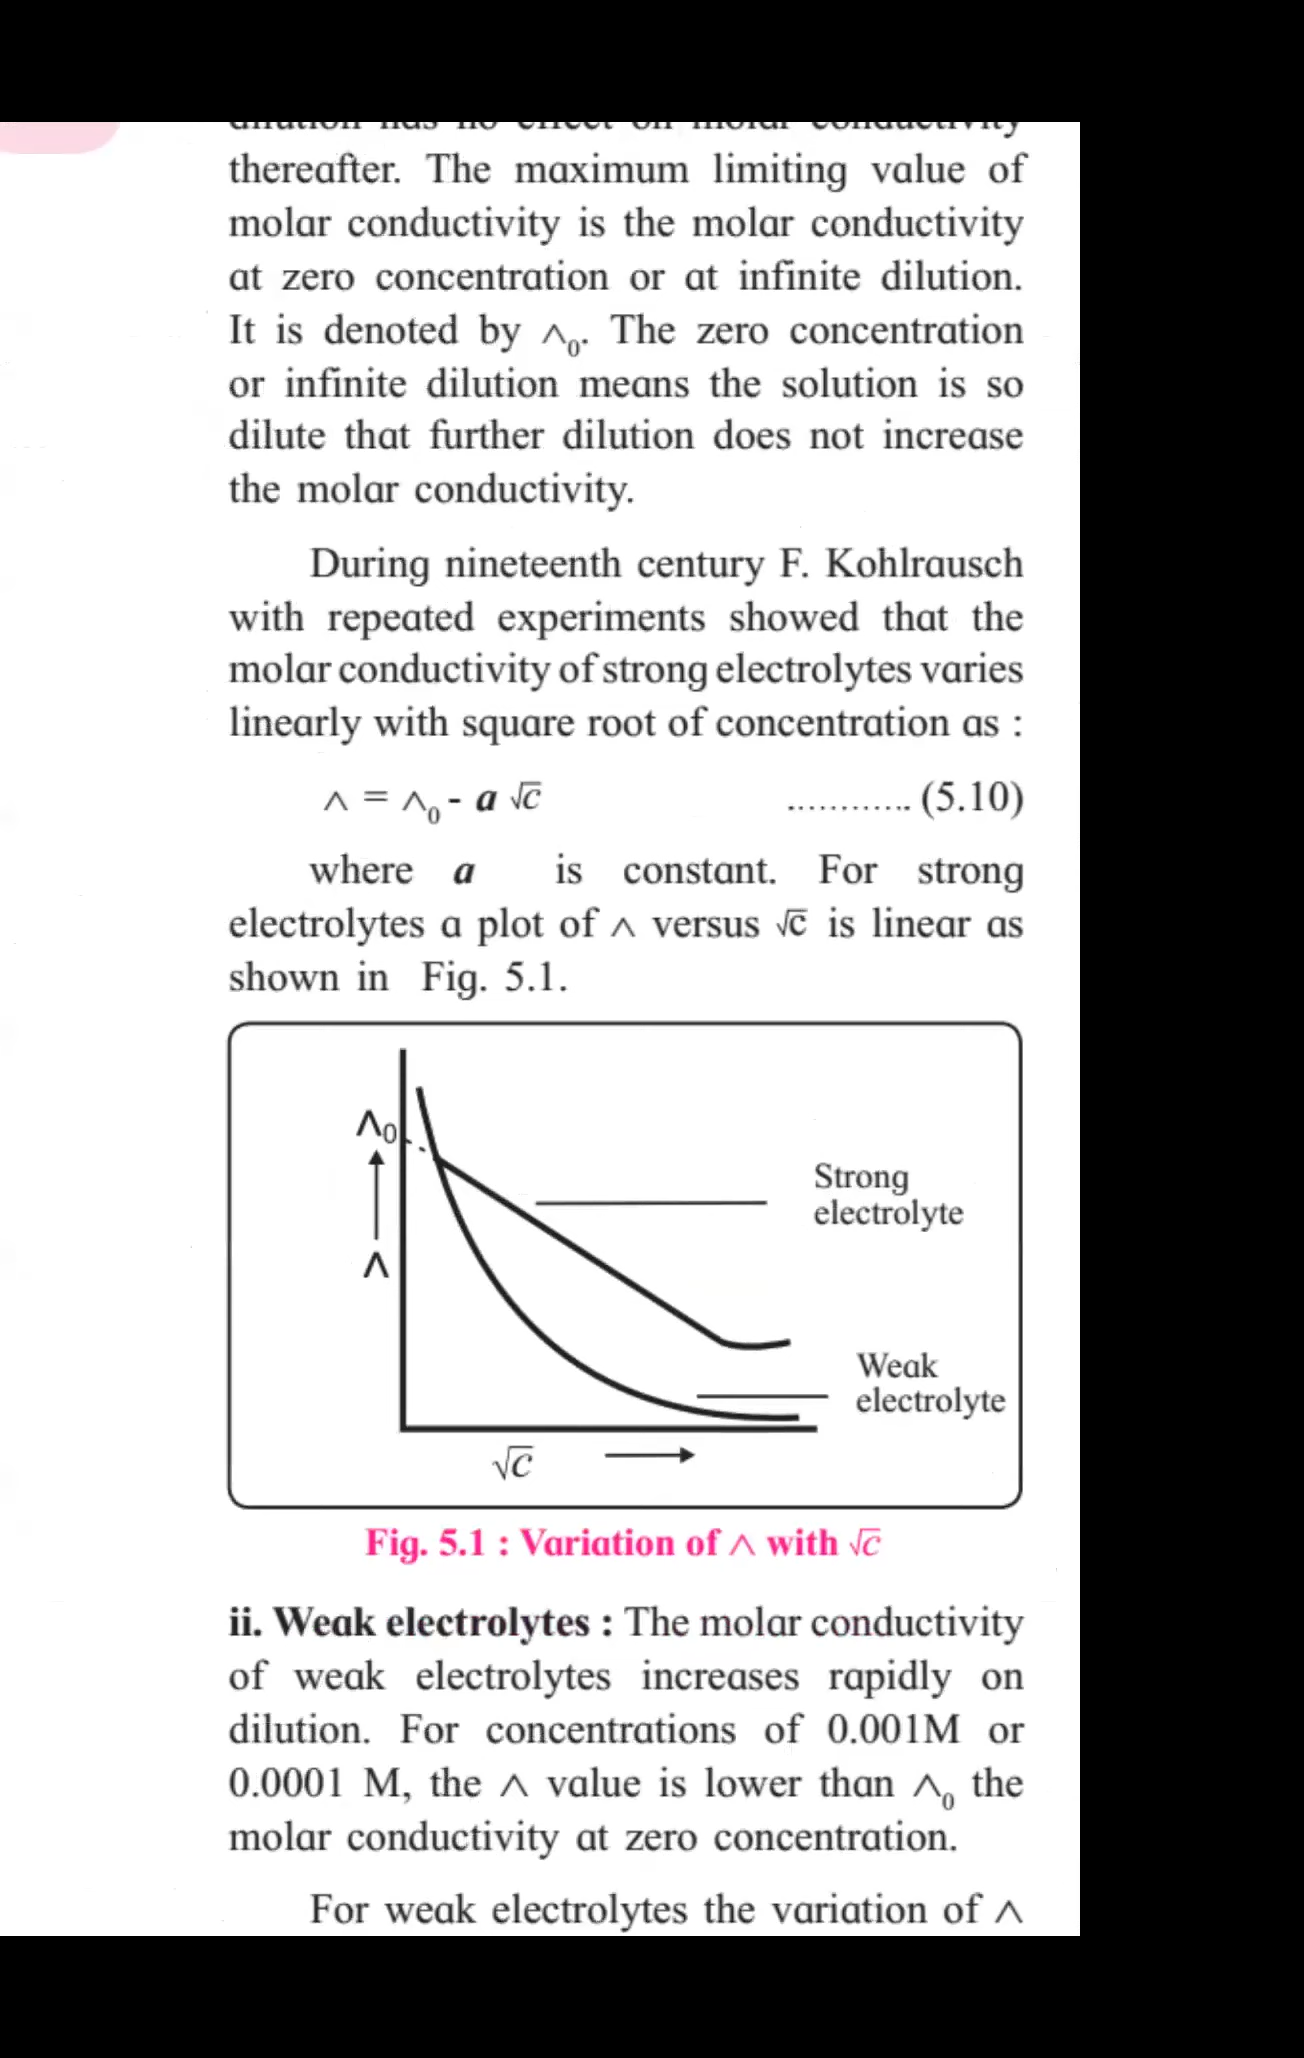 dilution has no effect on molar conductivity
thereafter. The maximum limiting value of
molar conductivity is the molar conductivity
at zero concentration or at infinite dilution.
It is denoted by ∧₀. The zero concentration
or infinite dilution means the solution is so
dilute that further dilution does not increase
the molar conductivity.
During nineteenth century F. Kohlrausch
with repeated experiments showed that the
molar conductivity of strong electrolytes varies
linearly with square root of concentration as :
∧ = ∧₀ - a √c ............ (5.10)
where a is constant. For strong
electrolytes a plot of ∧ versus √c is linear as
shown in Fig. 5.1.
∧₀
Strong
electrolyte
∧
Weak
electrolyte
√c
Fig. 5.1 : Variation of ∧ with √c
ii. Weak electrolytes : The molar conductivity
of weak electrolytes increases rapidly on
dilution. For concentrations of 0.001M or
0.0001 M, the ∧ value is lower than ∧₀ the
molar conductivity at zero concentration.
For weak electrolytes the variation of ∧